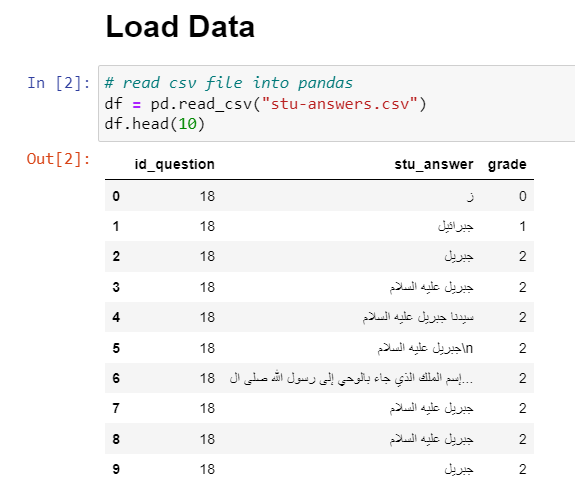 Load Data
In [2]: # read csv file into pandas
df = pd.read_csv("stu-answers.csv")
df.head(10)
Out[2]:
id_question stu_answer grade
0 18 ز 0
1 18 جبرائيل 1
2 18 جبريل 2
3 18 جبريل عليه السلام 2
4 18 سيدنا جبريل عليه السلام 2
5 18 جبريل عليه السلام\n 2
6 18 إسم الملك الذي جاء بالوحي إلى رسول الله صلى ال... 2
7 18 جبريل عليه السلام 2
8 18 جبريل عليه السلام 2
9 18 جبريل 2